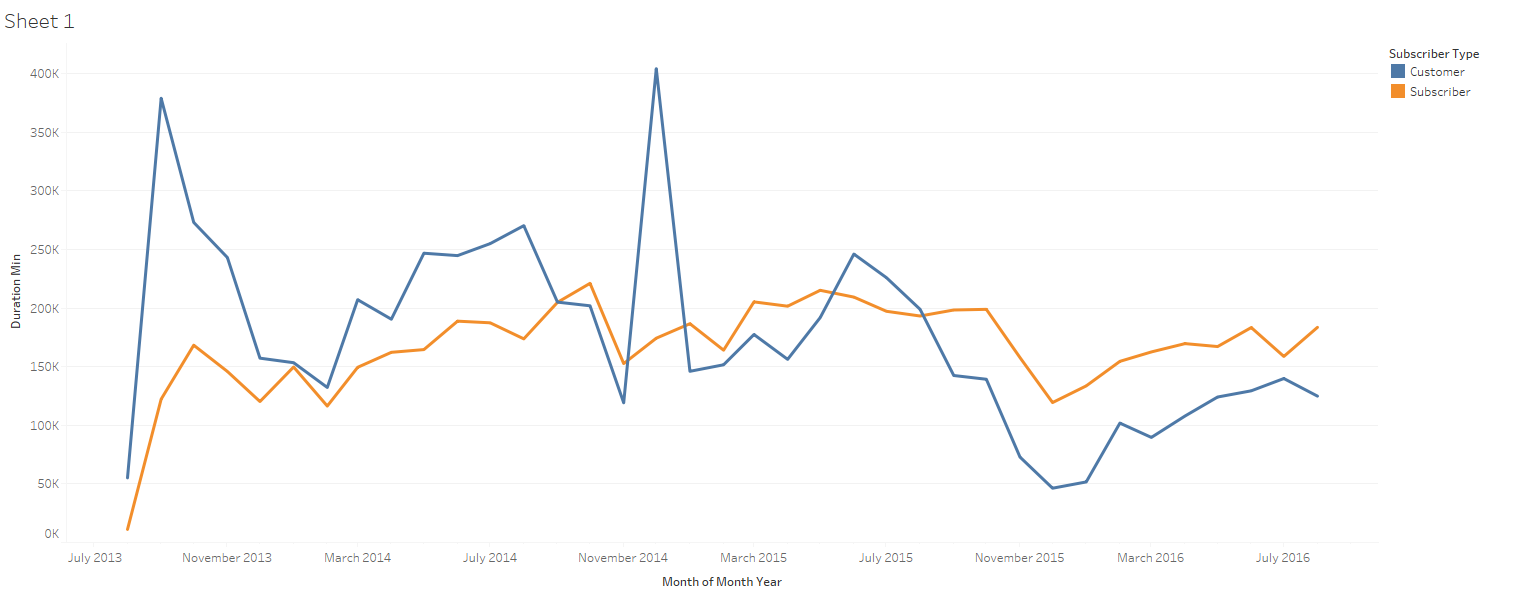 Sheet 1
Subscriber Type
Customer
Subscriber
400K
350K
300K
250K
200K
150K
100K
50K
0K
Duration Min
July 2013 November 2013 March 2014 July 2014 November 2014 March 2015 July 2015 November 2015 March 2016 July 2016
Month of Month Year